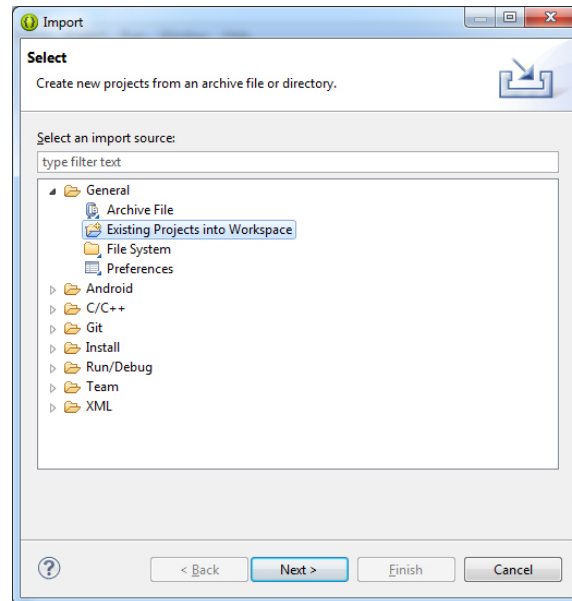 Import
Select
Create new projects from an archive file or directory.
Select an import source:
type filter text
General
Archive File
Existing Projects into Workspace
File System
Preferences
Android
C/C++
Git
Install
Run/Debug
Team
XML
? < Back Next > Finish Cancel